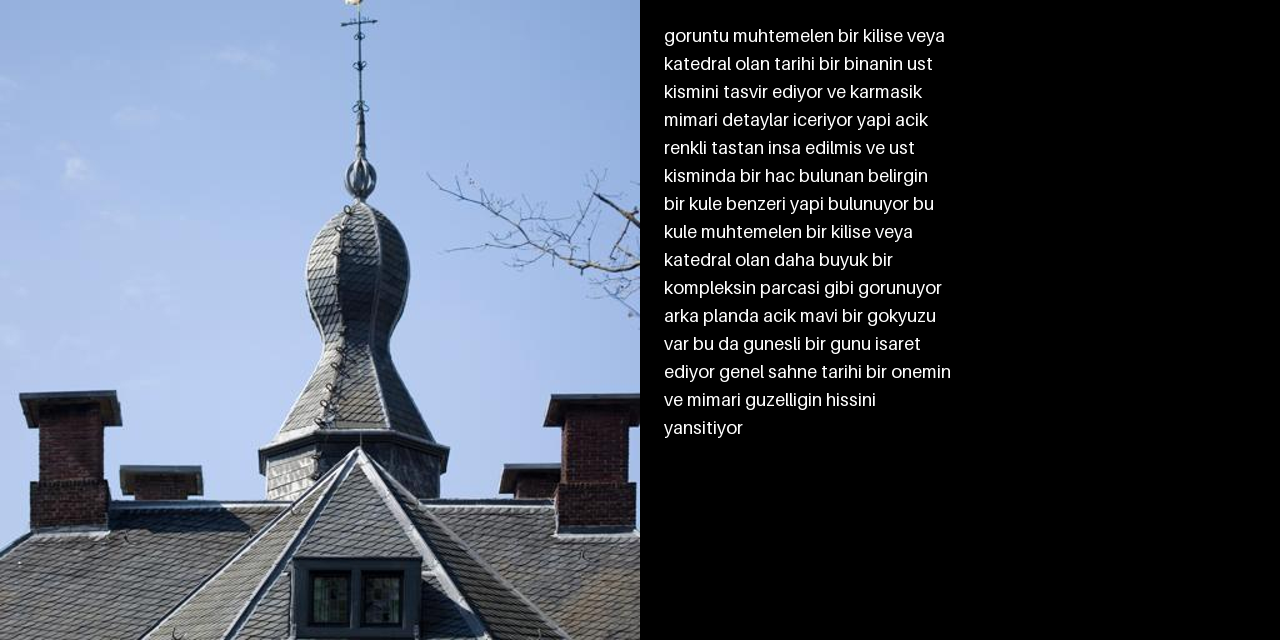 goruntu muhtemelen bir kilise veya
katedral olan tarihi bir binanin ust
kismini tasvir ediyor ve karmasik
mimari detaylar iceriyor yapi acik
renkli tastan insa edilmis ve ust
kisminda bir hac bulunan belirgin
bir kule benzeri yapi bulunuyor bu
kule muhtemelen bir kilise veya
katedral olan daha buyuk bir
kompleksin parcasi gibi gorunuyor
arka planda acik mavi bir gokyuzu
var bu da gunesli bir gunu isaret
ediyor genel sahne tarihi bir onemin
ve mimari guzelligin hissini
yansitiyor